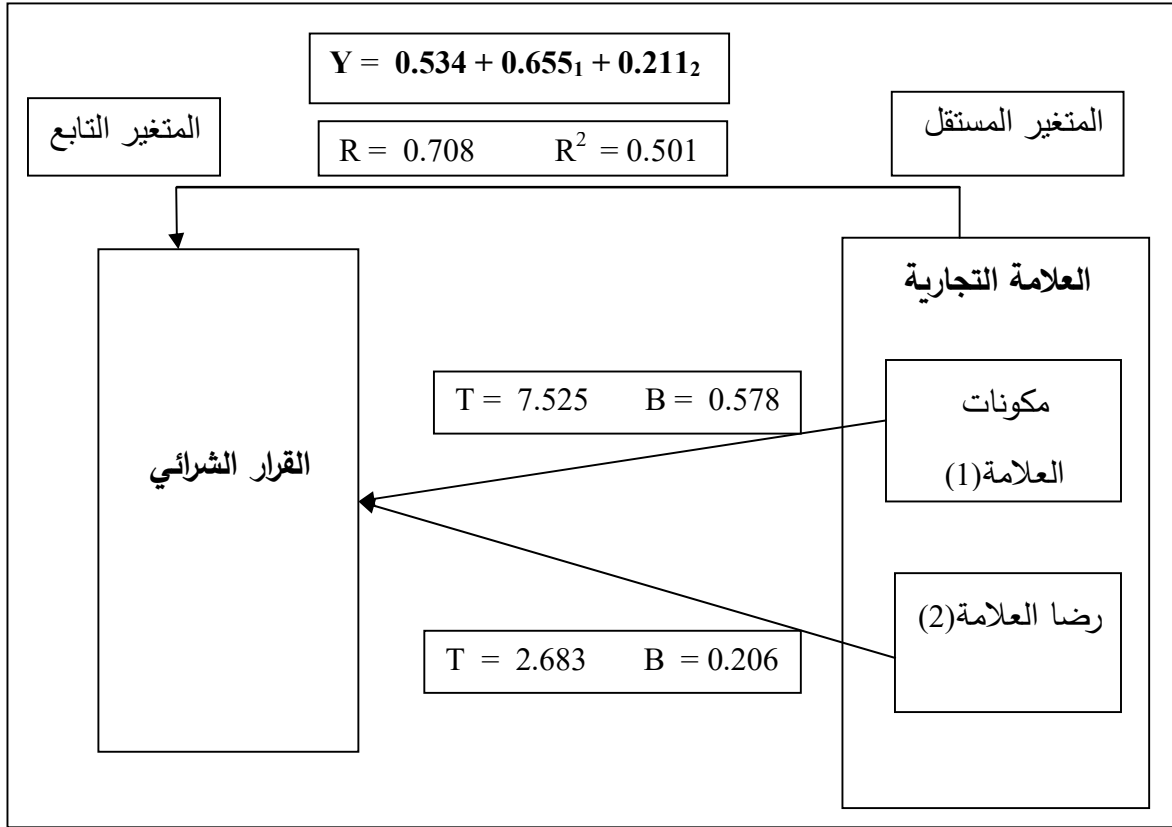 Y = 0.534 + 0.655₁ + 0.211₂
المتغير المستقل
المتغير التابع
R = 0.708 R² = 0.501
العلامة التجارية
مكونات
العلامة(1)
T = 7.525 B = 0.578
القرار الشرائي
رضا العلامة(2)
T = 2.683 B = 0.206